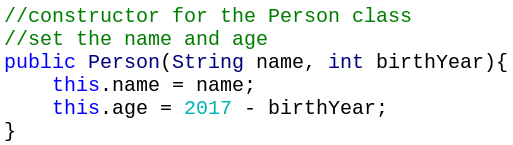 //constructor for the Person class
//set the name and age
public Person(String name, int birthYear){
    this.name = name;
    this.age = 2017 - birthYear;
}